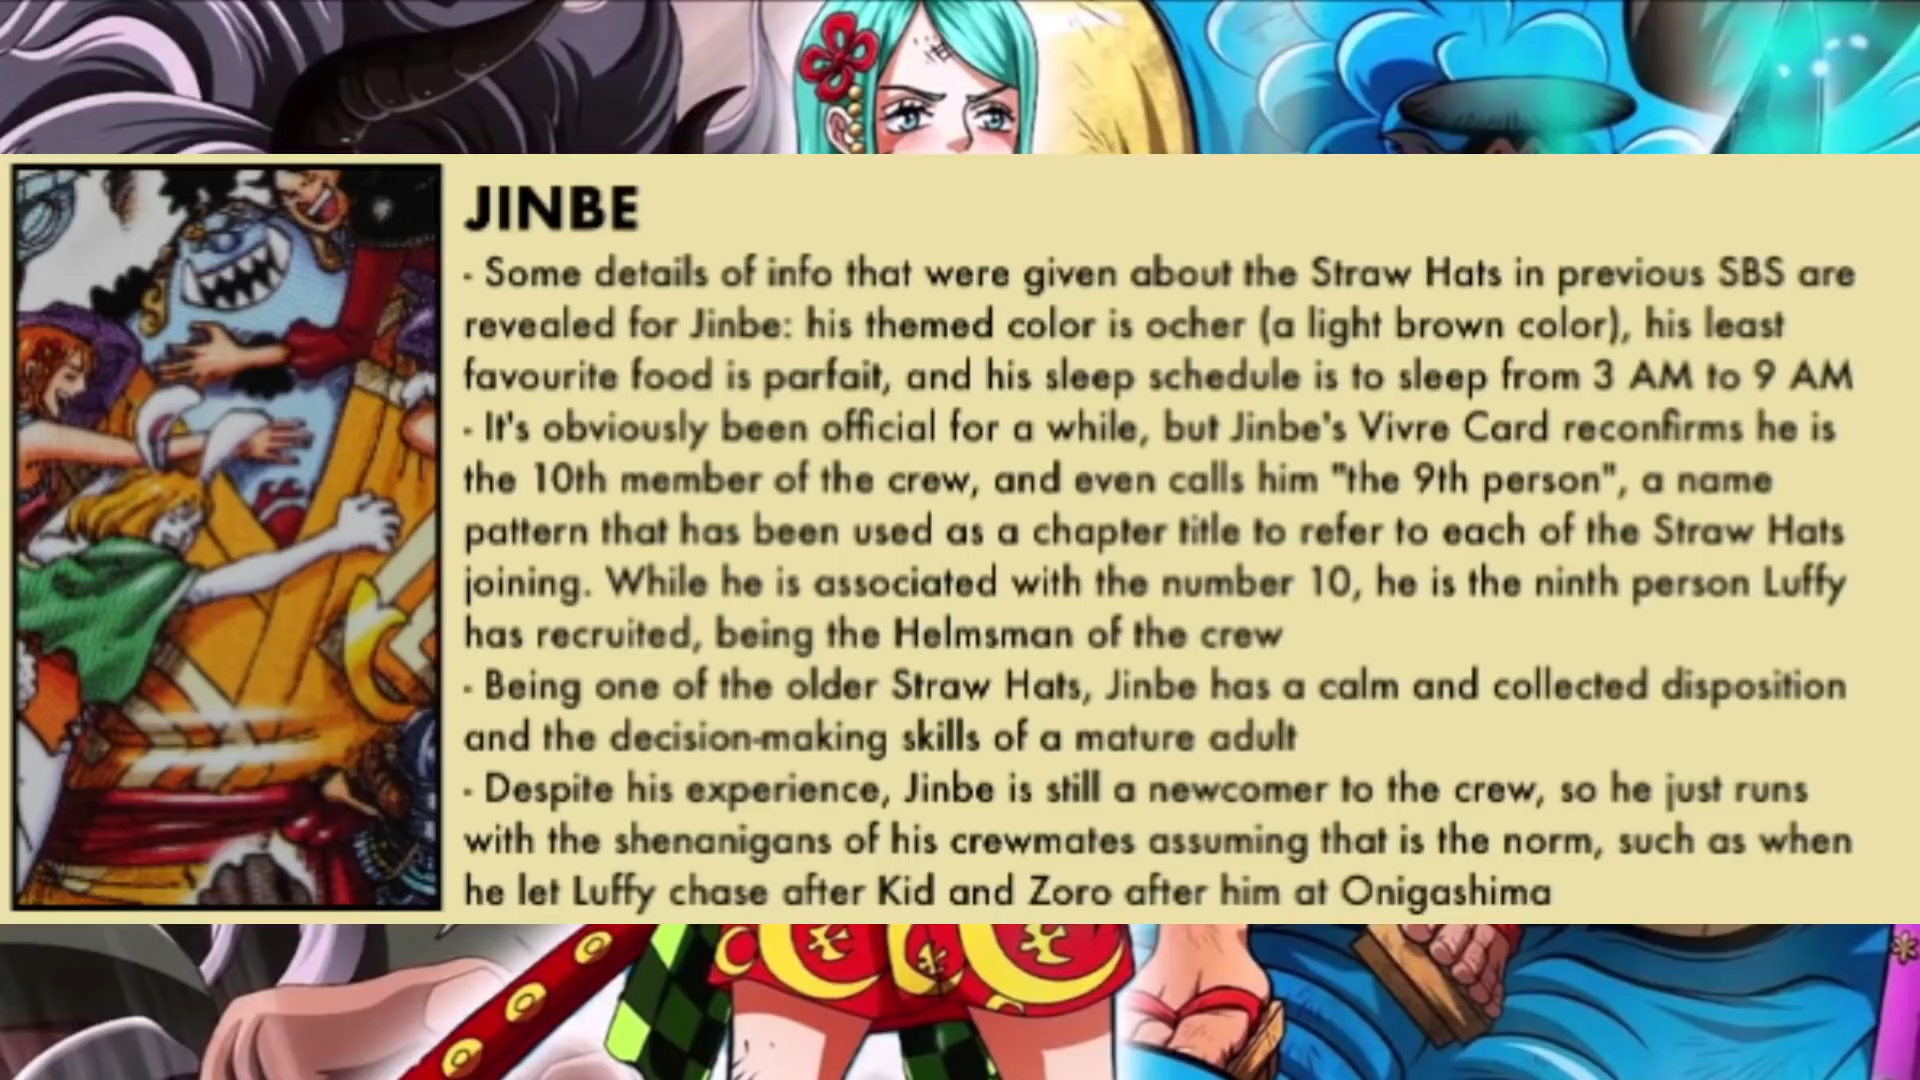 JINBE
- Some details of info that were given about the Straw Hats in previous SBS are
revealed for Jinbe: his themed color is ocher (a light brown color), his least
favourite food is parfait, and his sleep schedule is to sleep from 3 AM to 9 AM
- It's obviously been official for a while, but Jinbe's Vivre Card reconfirms he is
the 10th member of the crew, and even calls him "the 9th person", a name
pattern that has been used as a chapter title to refer to each of the Straw Hats
joining. While he is associated with the number 10, he is the ninth person Luffy
has recruited, being the Helmsman of the crew
- Being one of the older Straw Hats, Jinbe has a calm and collected disposition
and the decision-making skills of a mature adult
- Despite his experience, Jinbe is still a newcomer to the crew, so he just runs
with the shenanigans of his crewmates assuming that is the norm, such as when
he let Luffy chase after Kid and Zoro after him at Onigashima